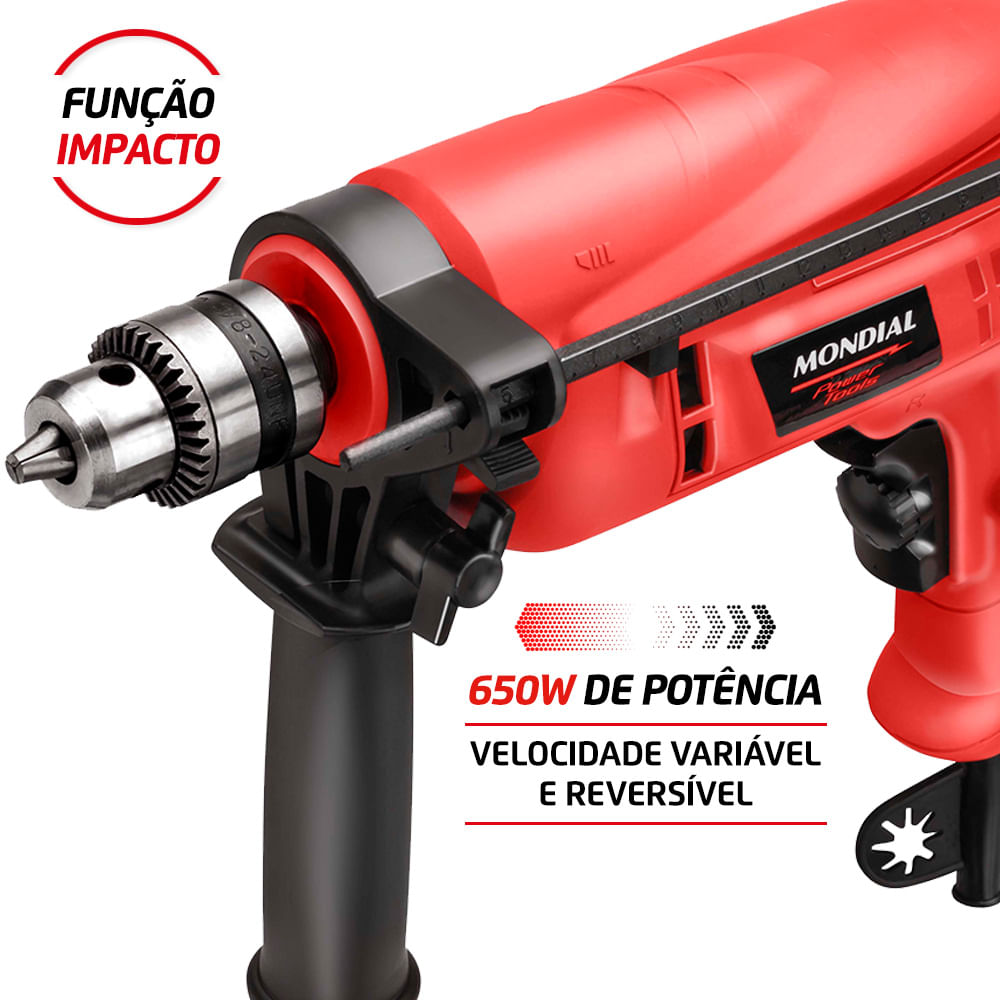 FUNÇÃO
IMPACTO
MONDIAL
Power
Tools
R
650W DE POTÊNCIA
VELOCIDADE VARIÁVEL
E REVERSÍVEL